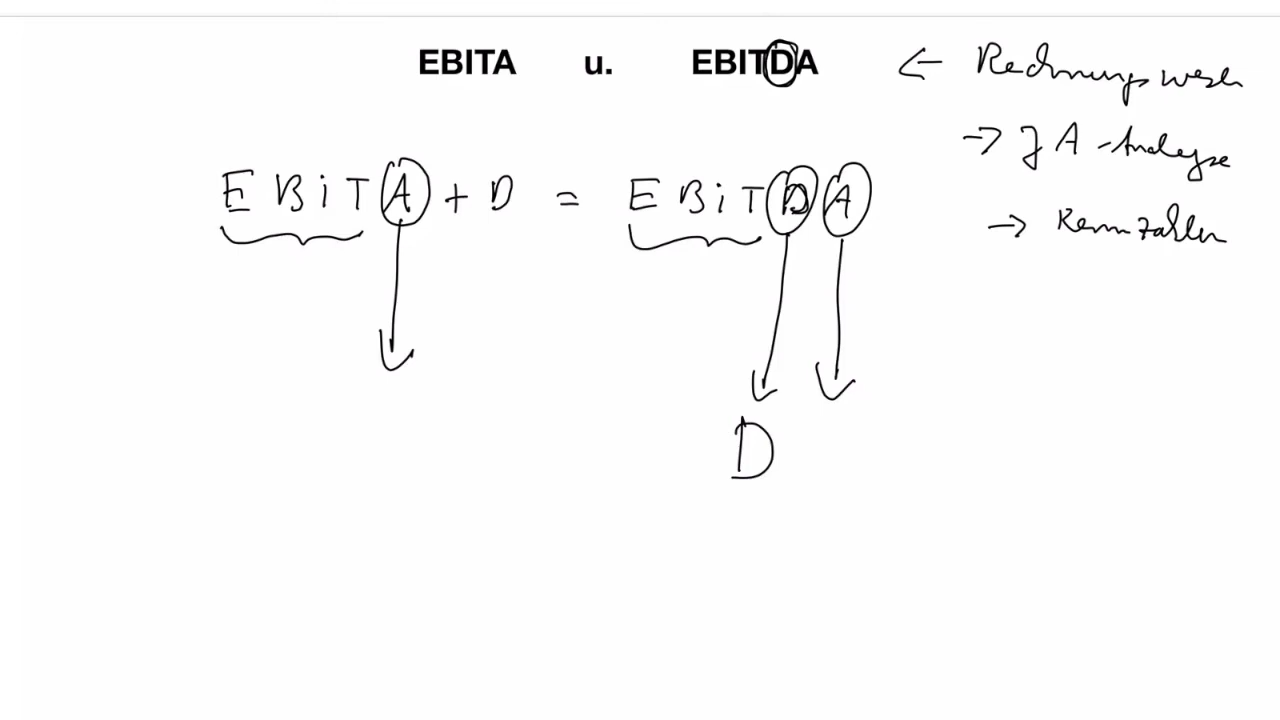 EBITA u. EBITDA ← Rechnungswesen
→ JA-Analyse
EBiTA + D = EBiTDA
→ Kennzahlen
D